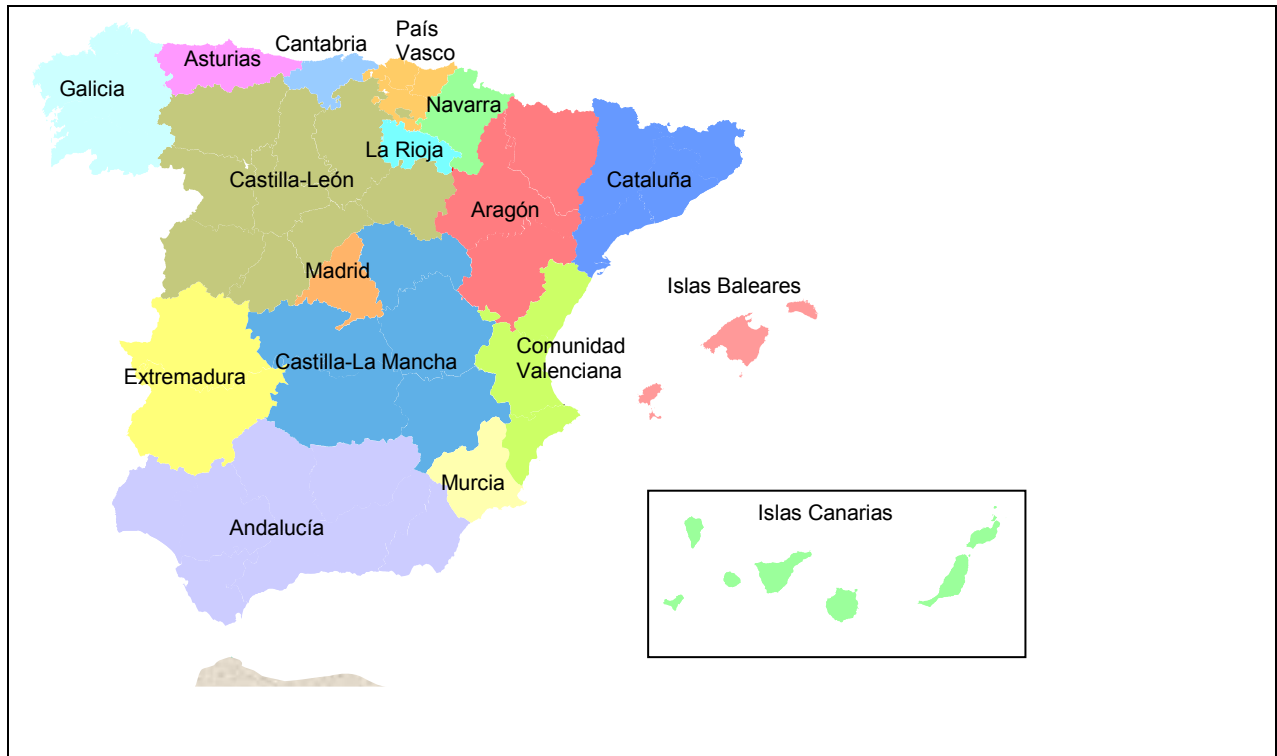 País
Vasco
Cantabria
Asturias
Galicia
Navarra
La Rioja
Castilla-León
Cataluña
Aragón
Madrid
Islas Baleares
Comunidad
Valenciana
Castilla-La Mancha
Extremadura
Murcia
Islas Canarias
Andalucía